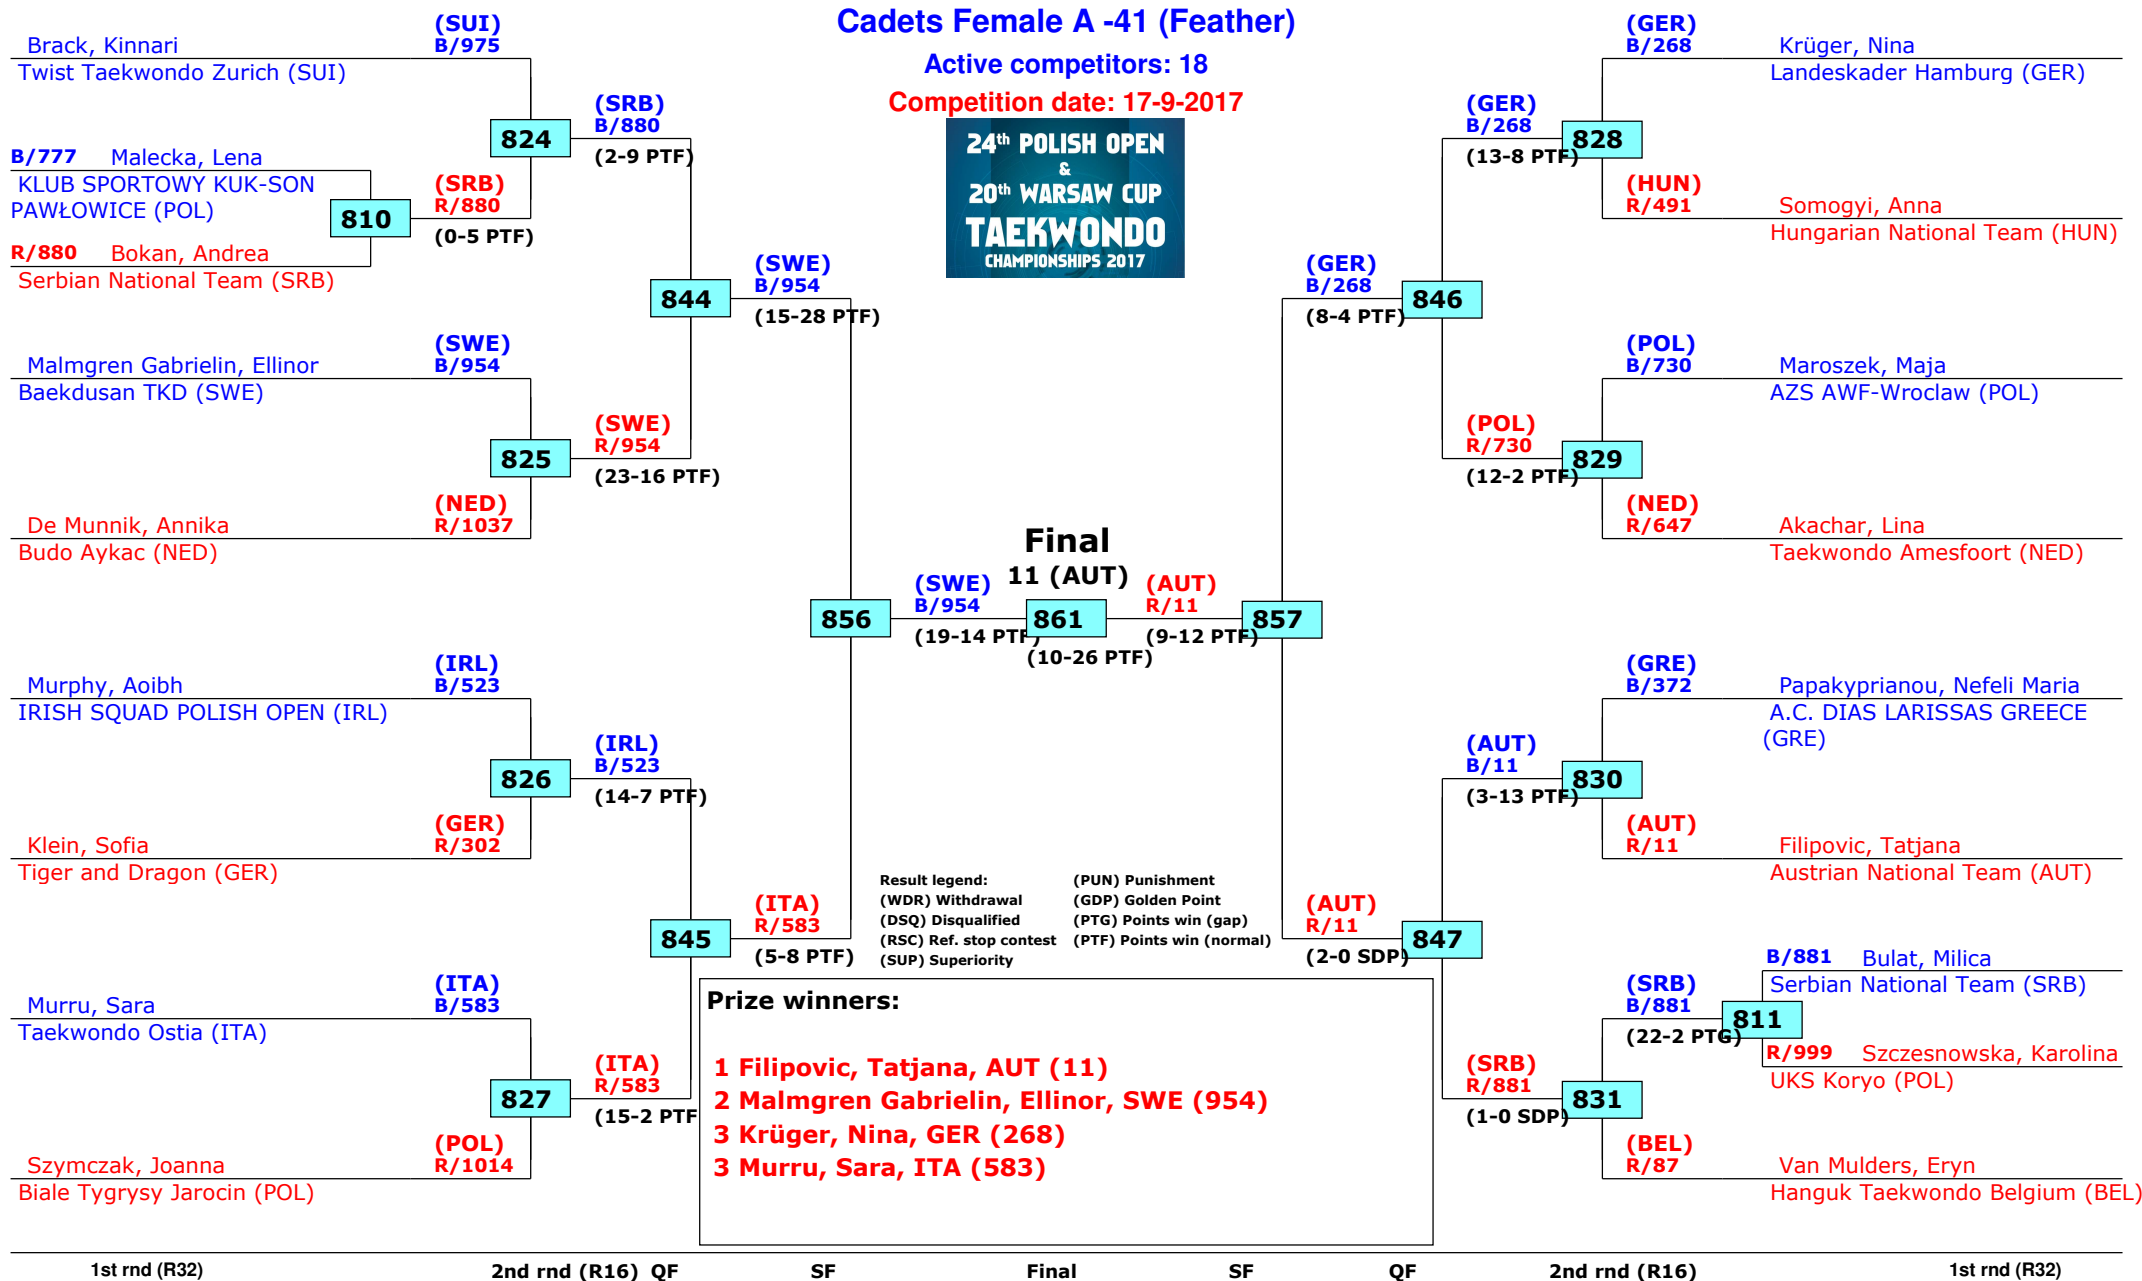 Cadets Female A -41 (Feather)
Active competitors: 18
Competition date: 17-9-2017
24th POLISH OPEN
&
20th WARSAW CUP
TAEKWONDO
CHAMPIONSHIPS 2017
(SUI)
B/975
Brack, Kinnari
Twist Taekwondo Zurich (SUI)
824
(SRB)
B/880
(2-9 PTF)
B/777 Malecka, Lena
KLUB SPORTOWY KUK-SON
PAWŁOWICE (POL)
810
(SRB)
R/880
(0-5 PTF)
R/880 Bokan, Andrea
Serbian National Team (SRB)
844
(SWE)
B/954
(15-28 PTF)
Malmgren Gabrielin, Ellinor
Baekdusan TKD (SWE)
(SWE)
B/954
825
(SWE)
R/954
(23-16 PTF)
(NED)
R/1037
De Munnik, Annika
Budo Aykac (NED)
856
(SWE)
B/954
(19-14 PTF)
Final
11 (AUT)
861
(10-26 PTF)
(AUT)
R/11
(9-12 PTF)
857
(IRL)
B/523
Murphy, Aoibh
IRISH SQUAD POLISH OPEN (IRL)
826
(IRL)
B/523
(14-7 PTF)
(GER)
R/302
Klein, Sofia
Tiger and Dragon (GER)
845
(ITA)
R/583
(5-8 PTF)
(ITA)
B/583
Murru, Sara
Taekwondo Ostia (ITA)
827
(ITA)
R/583
(15-2 PTF
(POL)
R/1014
Szymczak, Joanna
Biale Tygrysy Jarocin (POL)
(GER)
B/268
Krüger, Nina
Landeskader Hamburg (GER)
(GER)
B/268
(13-8 PTF)
828
(HUN)
R/491
Somogyi, Anna
Hungarian National Team (HUN)
(GER)
B/268
(8-4 PTF)
846
(POL)
B/730
Maroszek, Maja
AZS AWF-Wroclaw (POL)
(POL)
R/730
(12-2 PTF)
829
(NED)
R/647
Akachar, Lina
Taekwondo Amesfoort (NED)
(GRE)
B/372
Papakyprianou, Nefeli Maria
A.C. DIAS LARISSAS GREECE
(GRE)
(AUT)
B/11
(3-13 PTF)
830
(AUT)
R/11
Filipovic, Tatjana
Austrian National Team (AUT)
(AUT)
R/11
(2-0 SDP)
847
B/881 Bulat, Milica
Serbian National Team (SRB)
(SRB)
B/881
(22-2 PTG)
811
R/999 Szczesnowska, Karolina
UKS Koryo (POL)
(SRB)
R/881
(1-0 SDP)
831
(BEL)
R/87
Van Mulders, Eryn
Hanguk Taekwondo Belgium (BEL)
Result legend: (PUN) Punishment
(WDR) Withdrawal (GDP) Golden Point
(DSQ) Disqualified (PTG) Points win (gap)
(RSC) Ref. stop contest (PTF) Points win (normal)
(SUP) Superiority
Prize winners:
1 Filipovic, Tatjana, AUT (11)
2 Malmgren Gabrielin, Ellinor, SWE (954)
3 Krüger, Nina, GER (268)
3 Murru, Sara, ITA (583)
1st rnd (R32) 2nd rnd (R16) QF SF Final SF QF 2nd rnd (R16) 1st rnd (R32)